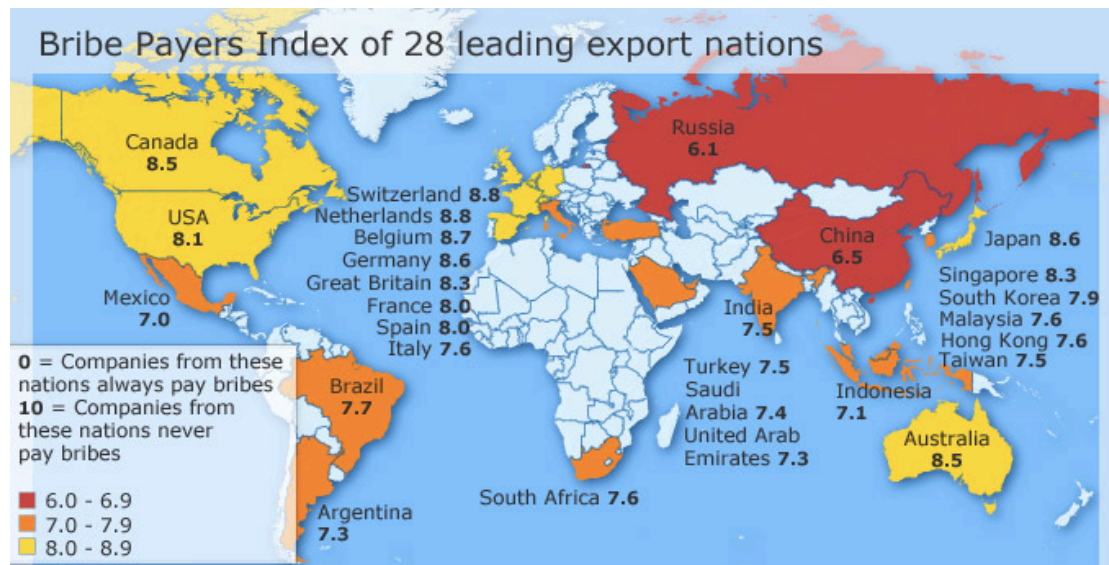 Bribe Payers Index of 28 leading export nations
Canada
8.5
USA
8.1
Mexico
7.0
Switzerland 8.8
Netherlands 8.8
Belgium 8.7
Germany 8.6
Great Britain 8.3
France 8.0
Spain 8.0
Italy 7.6
Russia
6.1
China
6.5
India
7.5
Japan 8.6
Singapore 8.3
South Korea 7.9
Malaysia 7.6
Hong Kong 7.6
Taiwan 7.5
Turkey 7.5
Saudi
Arabia 7.4
United Arab
Emirates 7.3
Indonesia
7.1
Australia
8.5
Brazil
7.7
Argentina
7.3
South Africa 7.6
0 = Companies from these
nations always pay bribes
10 = Companies from
these nations never
pay bribes
6.0 - 6.9
7.0 - 7.9
8.0 - 8.9